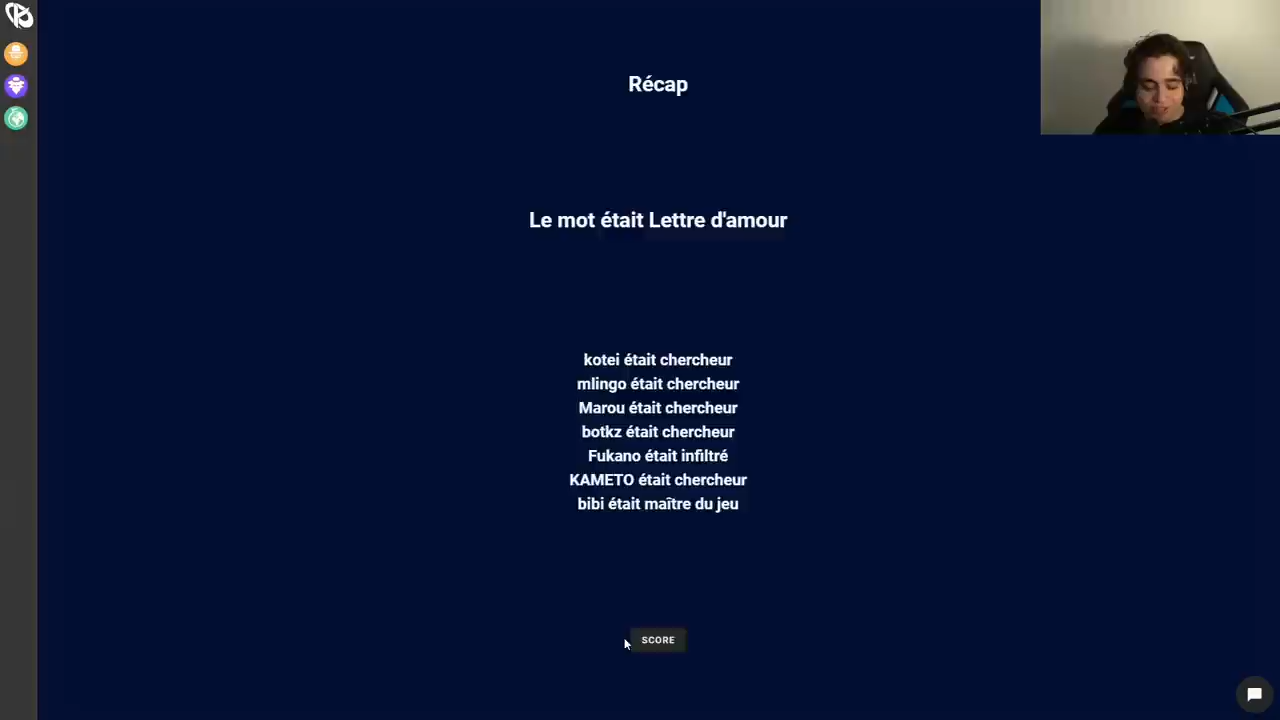 Récap
Le mot était Lettre d'amour
kotei était chercheur
mlingo était chercheur
Marou était chercheur
botkz était chercheur
Fukano était infiltré
KAMETO était chercheur
bibi était maître du jeu
SCORE